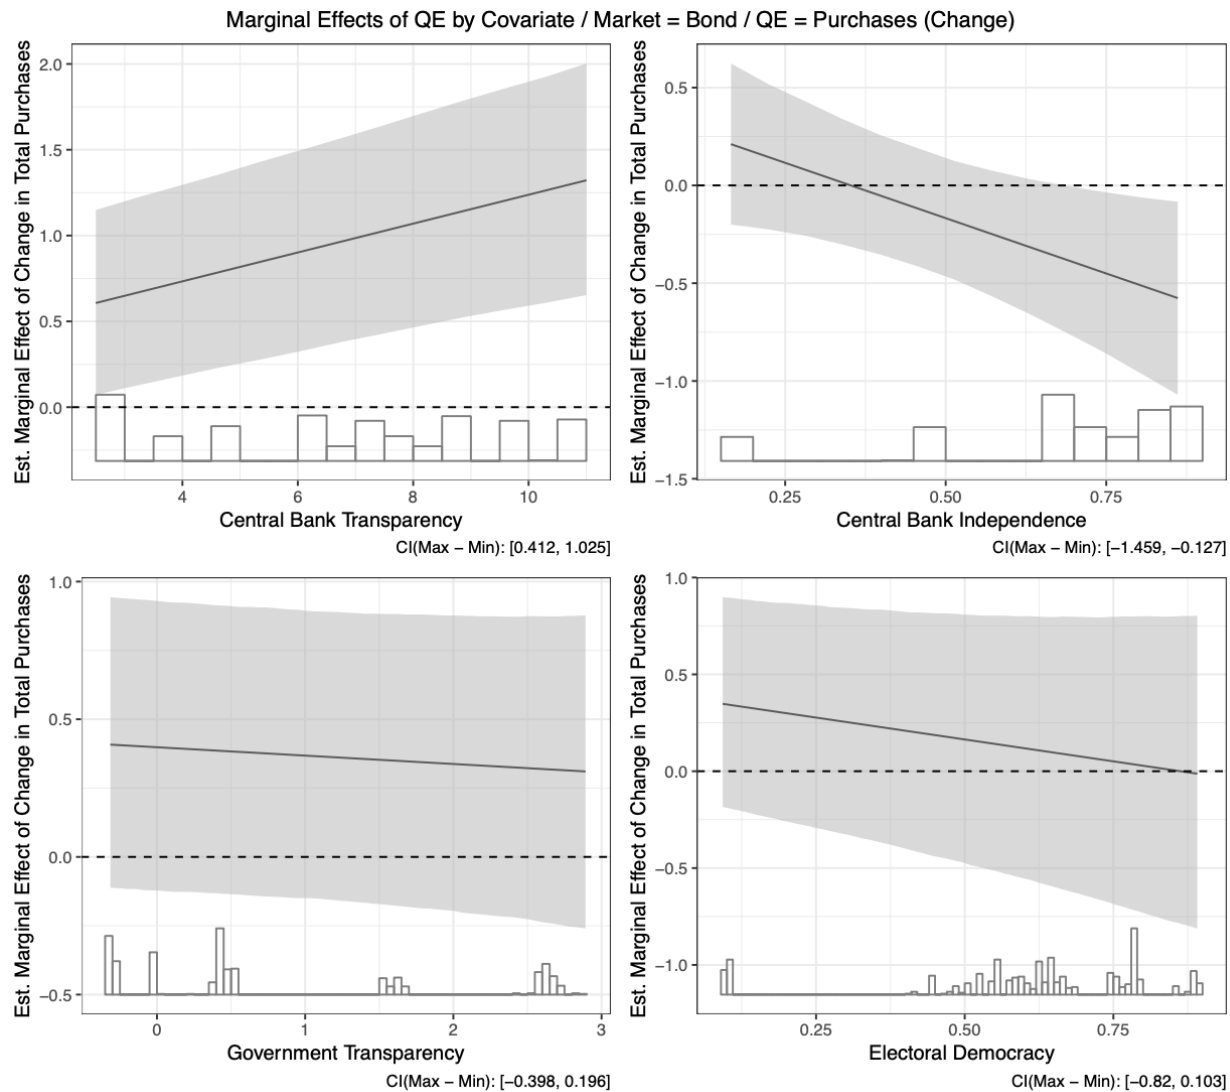 Marginal Effects of QE by Covariate / Market = Bond / QE = Purchases (Change)
Est. Marginal Effect of Change in Total Purchases
2.0
1.5
1.0
0.5
0.0
4 6 8 10
Central Bank Transparency
CI(Max − Min): [0.412, 1.025]
Est. Marginal Effect of Change in Total Purchases
0.5
0.0
−0.5
−1.0
−1.5
0.25 0.50 0.75
Central Bank Independence
CI(Max − Min): [−1.459, −0.127]
Est. Marginal Effect of Change in Total Purchases
1.0
0.5
0.0
−0.5
0 1 2 3
Government Transparency
CI(Max − Min): [−0.398, 0.196]
Est. Marginal Effect of Change in Total Purchases
1.0
0.5
0.0
−0.5
−1.0
0.25 0.50 0.75
Electoral Democracy
CI(Max − Min): [−0.82, 0.103]